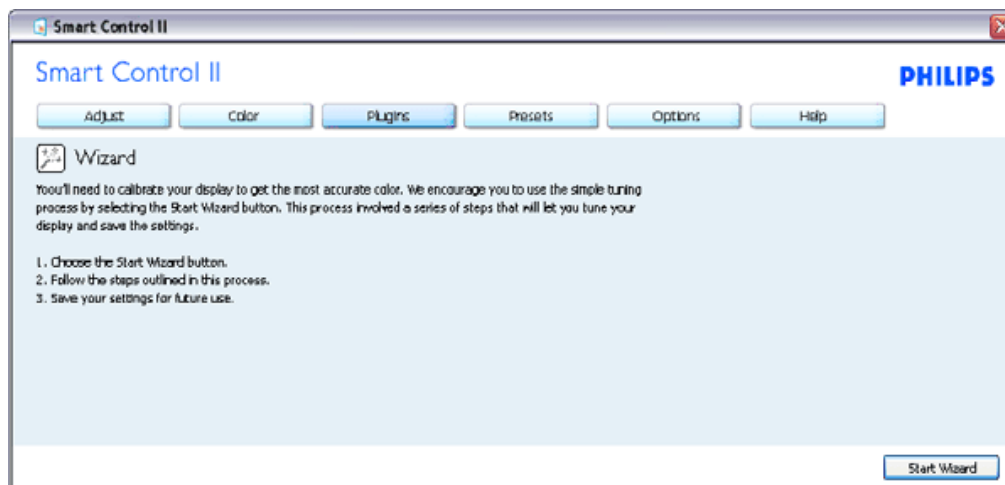 Smart Control II
Smart Control II
PHILIPS
Adjust
Color
Plugins
Presets
Options
Help
Wizard
Yoou'll need to calibrate your display to get the most accurate color. We encourage you to use the simple tuning
process by selecting the Start Wizard button. This process involved a series of steps that will let you tune your
display and save the settings.
1. Choose the Start Wizard button.
2. Follow the steps outlined in this process.
3. Save your settings for future use.
Start Wizard